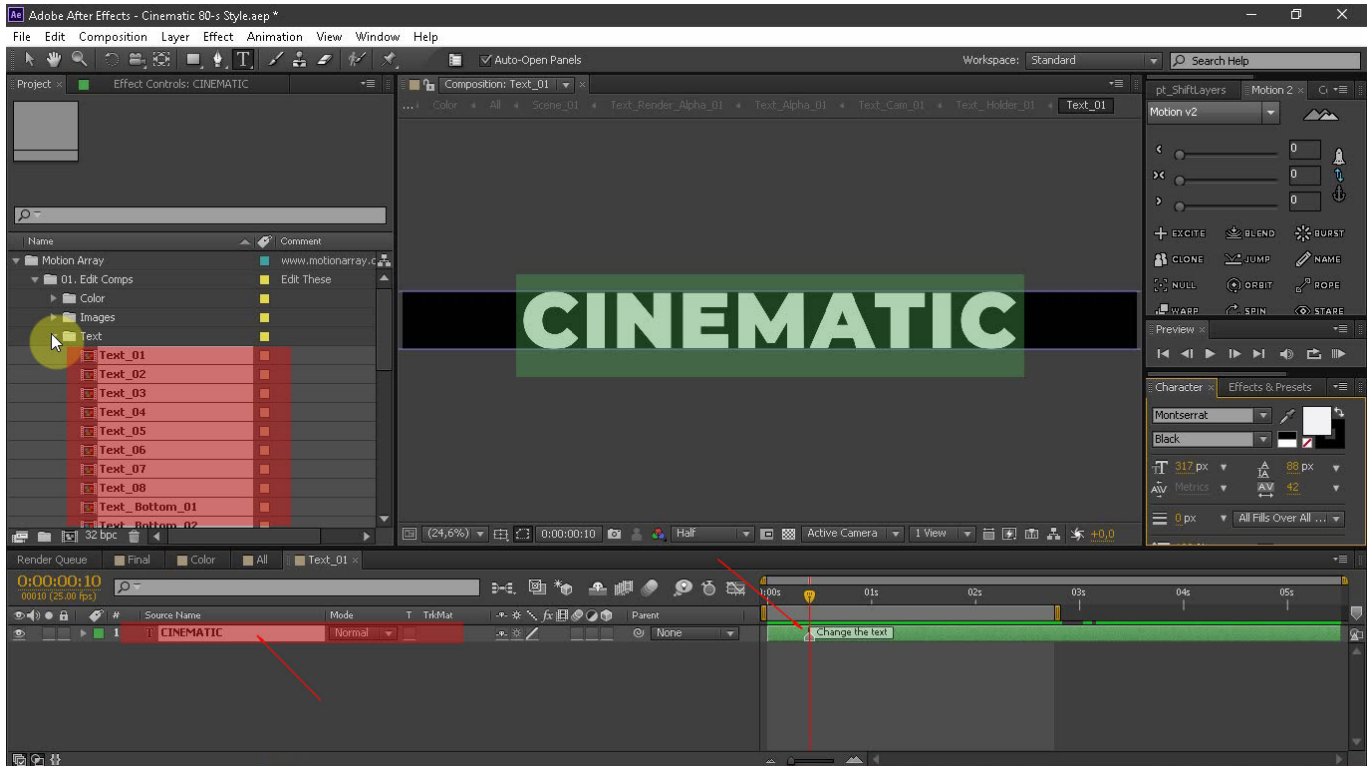 Ae Adobe After Effects - Cinematic 80-s Style.aep *
File Edit Composition Layer Effect Animation View Window Help
T Auto-Open Panels Workspace: Standard Search Help
Project × Effect Controls: CINEMATIC
Composition: Text_01 ×
Color All Scene_01 Text_Render_Alpha_01 Text_Alpha_01 Text_Cam_01 Text_Holder_01 Text_01
pt_ShiftLayers Motion 2 ×
Motion v2
0
0
0
EXCITE BLEND BURST
CLONE JUMP NAME
NULL ORBIT ROPE
WARP SPIN STARE
Name Comment
Motion Array www.motionarray.c
01. Edit Comps Edit These
Color
Images
Text
Text_01
Text_02
Text_03
Text_04
Text_05
Text_06
Text_07
Text_08
Text_Bottom_01
Text_Bottom_02
32 bpc
CINEMATIC
Preview ×
Character × Effects & Presets
Montserrat
Black
317 px 88 px
Metrics 42
0 px All Fills Over All ...
(24,6%) 0:00:00:10 Half Active Camera 1 View +0,0
Render Queue Final Color All Text_01 ×
0:00:00:10
00010 (25.00 fps)
# Source Name Mode T TrkMat Parent
1 T CINEMATIC Normal None
):00s 01s 02s 03s 04s 05s
Change the text